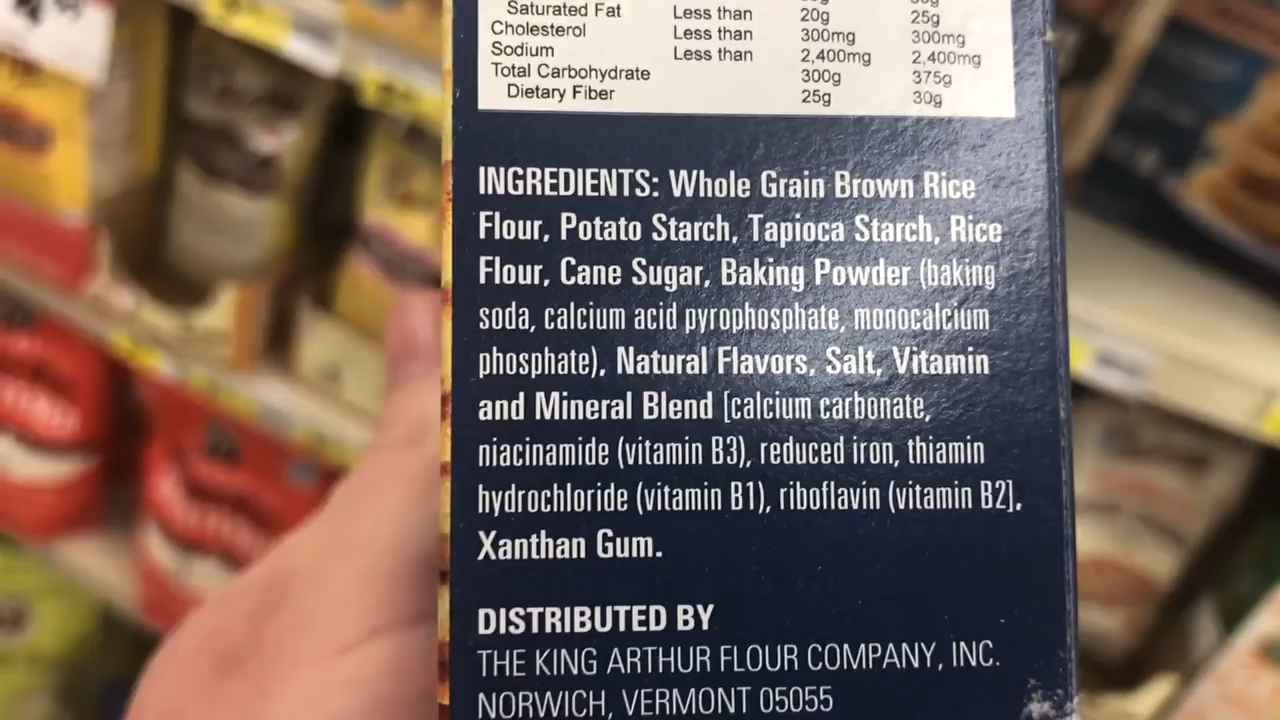 Saturated Fat Less than 20g 25g
Cholesterol Less than 300mg 300mg
Sodium Less than 2,400mg 2,400mg
Total Carbohydrate 300g 375g
Dietary Fiber 25g 30g
INGREDIENTS: Whole Grain Brown Rice
Flour, Potato Starch, Tapioca Starch, Rice
Flour, Cane Sugar, Baking Powder (baking
soda, calcium acid pyrophosphate, monocalcium
phosphate), Natural Flavors, Salt, Vitamin
and Mineral Blend [calcium carbonate,
niacinamide (vitamin B3), reduced iron, thiamin
hydrochloride (vitamin B1), riboflavin (vitamin B2],
Xanthan Gum.
DISTRIBUTED BY
THE KING ARTHUR FLOUR COMPANY, INC.
NORWICH, VERMONT 05055